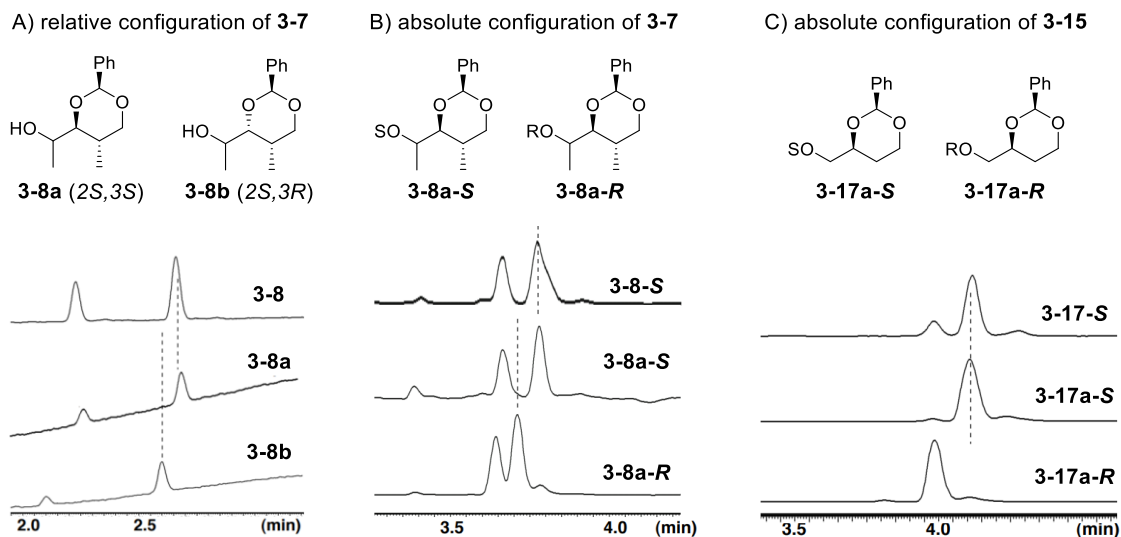 A) relative configuration of 3-7
B) absolute configuration of 3-7
C) absolute configuration of 3-15
Ph
Ph
O
O
O
O
HO
HO
3-8a (2S,3S)
3-8b (2S,3R)
Ph
Ph
O
O
O
O
SO
RO
3-8a-S
3-8a-R
Ph
Ph
O
O
O
O
SO
RO
3-17a-S
3-17a-R
3-8
3-8a
3-8b
2.0 2.5 (min)
3-8-S
3-8a-S
3-8a-R
3.5 4.0 (min)
3-17-S
3-17a-S
3-17a-R
3.5 4.0 (min)